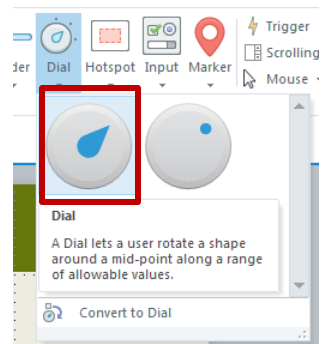 Trigger
Scrolling
der Dial Hotspot Input Marker Mouse
Dial
A Dial lets a user rotate a shape
around a mid-point along a range
of allowable values.
Convert to Dial